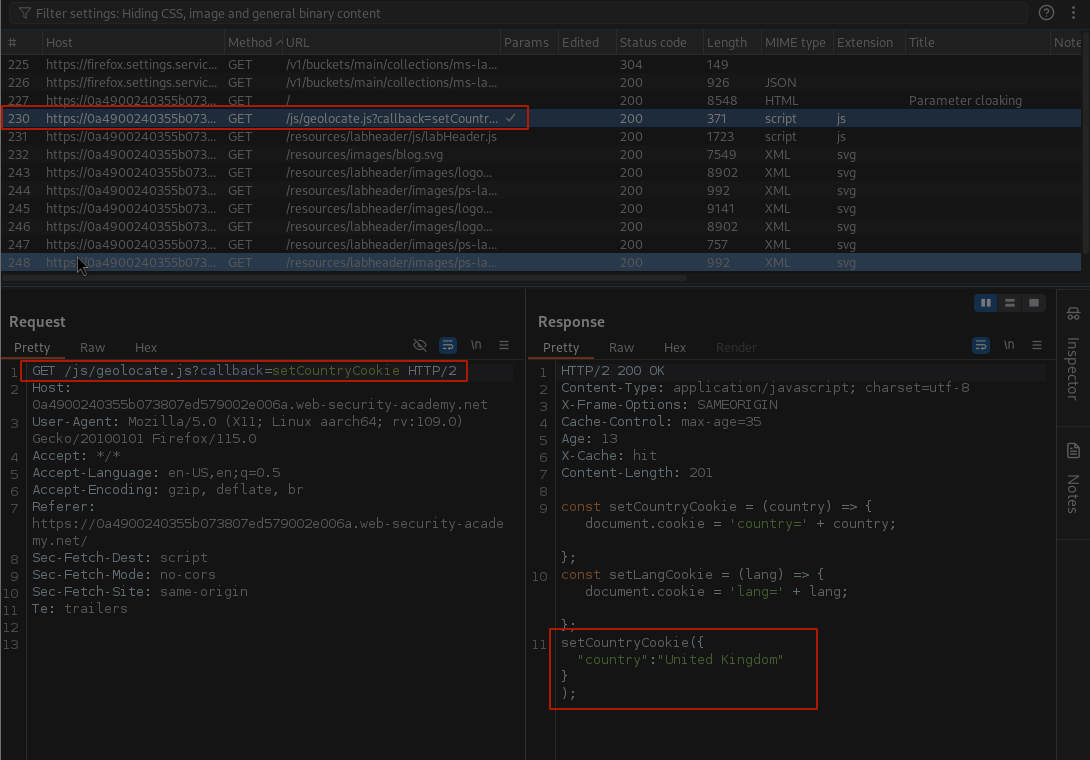 Filter settings: Hiding CSS, image and general binary content
# Host Method URL Params Edited Status code Length MIME type Extension Title Note
225 https://firefox.settings.servic... GET /v1/buckets/main/collections/ms-la... 304 149
226 https://firefox.settings.servic... GET /v1/buckets/main/collections/ms-la... 200 926 JSON
227 https://0a4900240355b073... GET / 200 8548 HTML Parameter cloaking
230 https://0a4900240355b073... GET /js/geolocate.js?callback=setCountr... ✓ 200 371 script js
231 https://0a4900240355b073... GET /resources/labheader/js/labHeader.js 200 1723 script js
232 https://0a4900240355b073... GET /resources/images/blog.svg 200 7549 XML svg
243 https://0a4900240355b073... GET /resources/labheader/images/logo... 200 8902 XML svg
244 https://0a4900240355b073... GET /resources/labheader/images/ps-la... 200 992 XML svg
245 https://0a4900240355b073... GET /resources/labheader/images/logo... 200 9141 XML svg
246 https://0a4900240355b073... GET /resources/labheader/images/logo... 200 8902 XML svg
247 https://0a4900240355b073... GET /resources/labheader/images/ps-la... 200 757 XML svg
248 https://0a4900240355b073... GET /resources/labheader/images/ps-la... 200 992 XML svg
Request
Pretty Raw Hex \n
1 GET /js/geolocate.js?callback=setCountryCookie HTTP/2
2 Host:
0a4900240355b073807ed579002e006a.web-security-academy.net
3 User-Agent: Mozilla/5.0 (X11; Linux aarch64; rv:109.0)
Gecko/20100101 Firefox/115.0
4 Accept: */*
5 Accept-Language: en-US,en;q=0.5
6 Accept-Encoding: gzip, deflate, br
7 Referer:
https://0a4900240355b073807ed579002e006a.web-security-acade
my.net/
8 Sec-Fetch-Dest: script
9 Sec-Fetch-Mode: no-cors
10 Sec-Fetch-Site: same-origin
11 Te: trailers
12
13
Response
Pretty Raw Hex Render \n
1 HTTP/2 200 OK
2 Content-Type: application/javascript; charset=utf-8
3 X-Frame-Options: SAMEORIGIN
4 Cache-Control: max-age=35
5 Age: 13
6 X-Cache: hit
7 Content-Length: 201
8
9 const setCountryCookie = (country) => {
document.cookie = 'country=' + country;
};
10 const setLangCookie = (lang) => {
document.cookie = 'lang=' + lang;
};
11 setCountryCookie({
"country":"United Kingdom"
}
);
Inspector
Notes